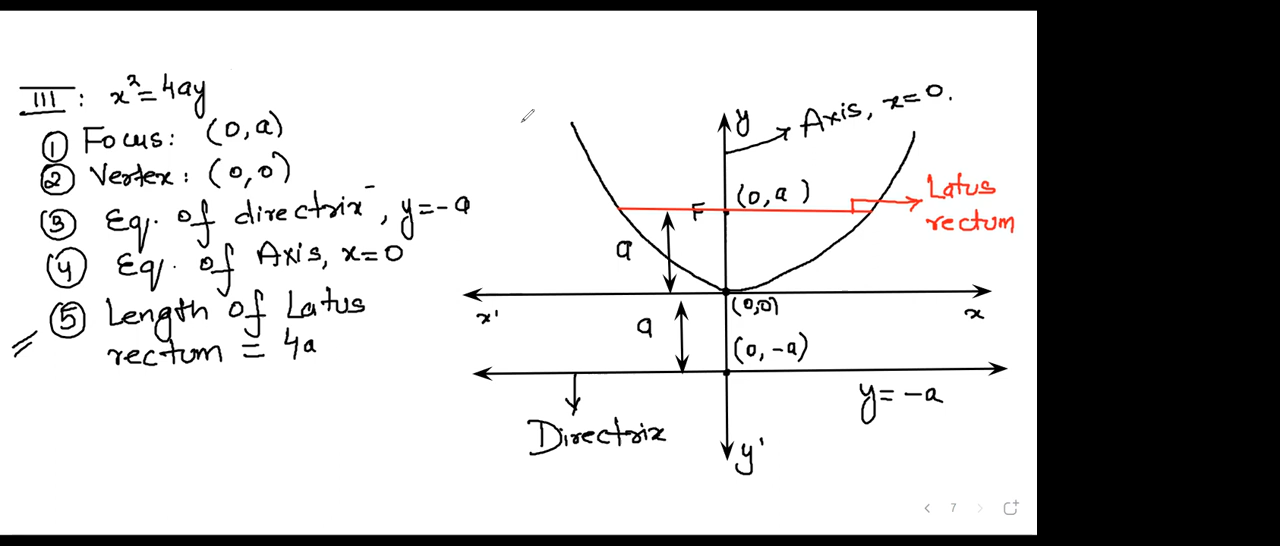 III : x²=4ay
① Focus: (0,a)
② Vertex: (0,0)
③ Eq. of directrix, y=-a
④ Eq. of Axis, x=0
⑤ Length of Latus
rectum = 4a
y
Axis, x=0.
(0,a)
F
Latus
rectum
a
x'
(0,0)
x
a
(0,-a)
y=-a
Directrix
y'
7